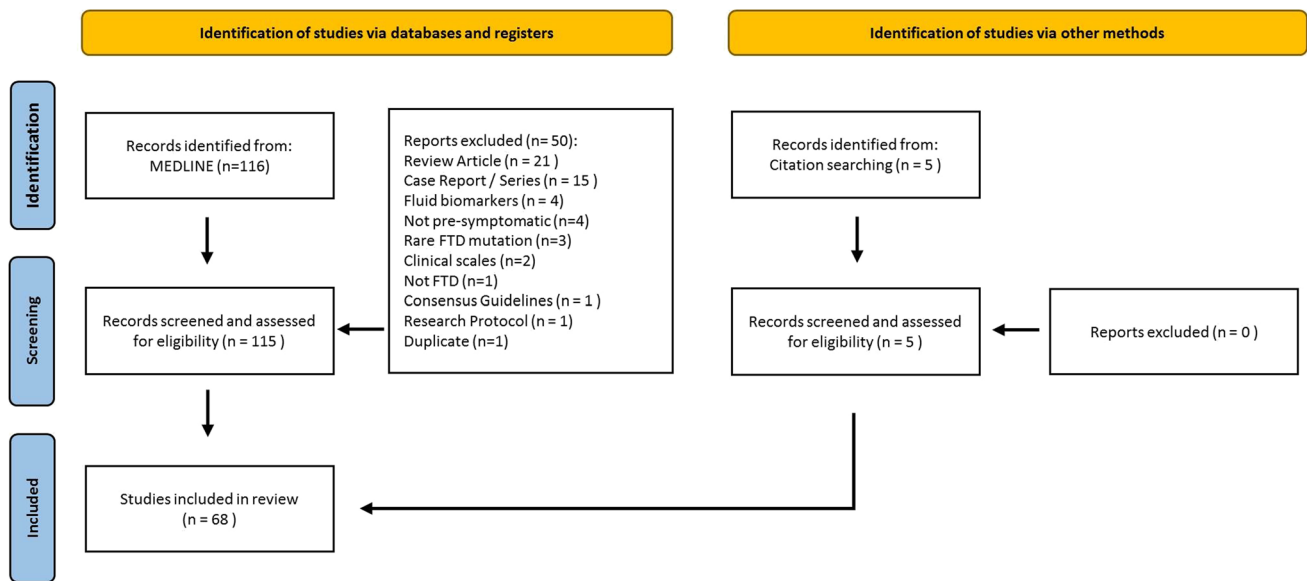 Identification of studies via databases and registers
Identification of studies via other methods
Identification
Records identified from:
MEDLINE (n=116)
Reports excluded (n= 50):
Review Article (n = 21 )
Case Report / Series (n = 15 )
Fluid biomarkers (n = 4)
Not pre-symptomatic (n=4)
Rare FTD mutation (n=3)
Clinical scales (n=2)
Not FTD (n=1)
Consensus Guidelines (n = 1 )
Research Protocol (n = 1)
Duplicate (n=1)
Records identified from:
Citation searching (n = 5 )
Screening
Records screened and assessed
for eligibility (n = 115 )
Records screened and assessed
for eligibility (n = 5 )
Reports excluded (n = 0 )
Included
Studies included in review
(n = 68 )